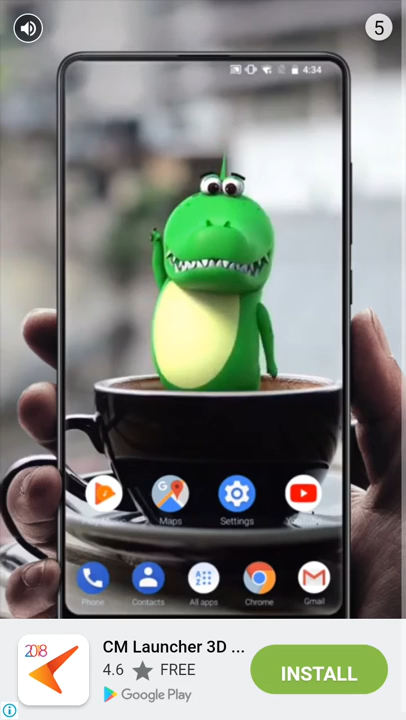 5
4:34
Maps
Settings
Phone
Contacts
All apps
Chrome
Gmail
2018
CM Launcher 3D ...
4.6 FREE
Google Play
INSTALL